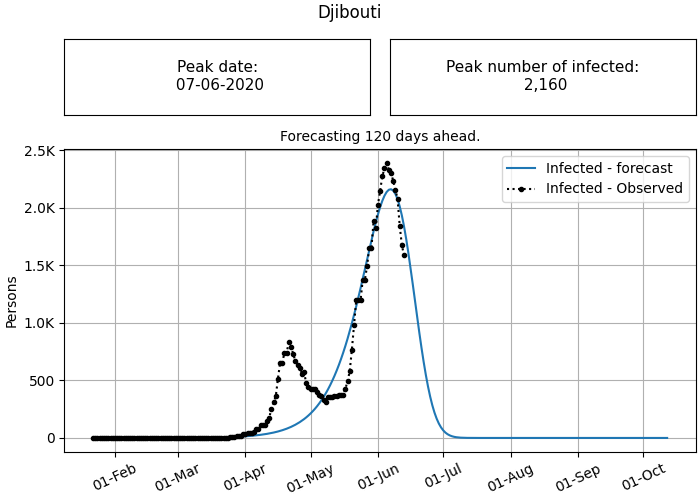 Djibouti
Peak date:
07-06-2020
Peak number of infected:
2,160
Forecasting 120 days ahead.
2.5K
2.0K
1.5K
1.0K
500
0
Persons
Infected - forecast
Infected - Observed
01-Feb
01-Mar
01-Apr
01-May
01-Jun
01-Jul
01-Aug
01-Sep
01-Oct